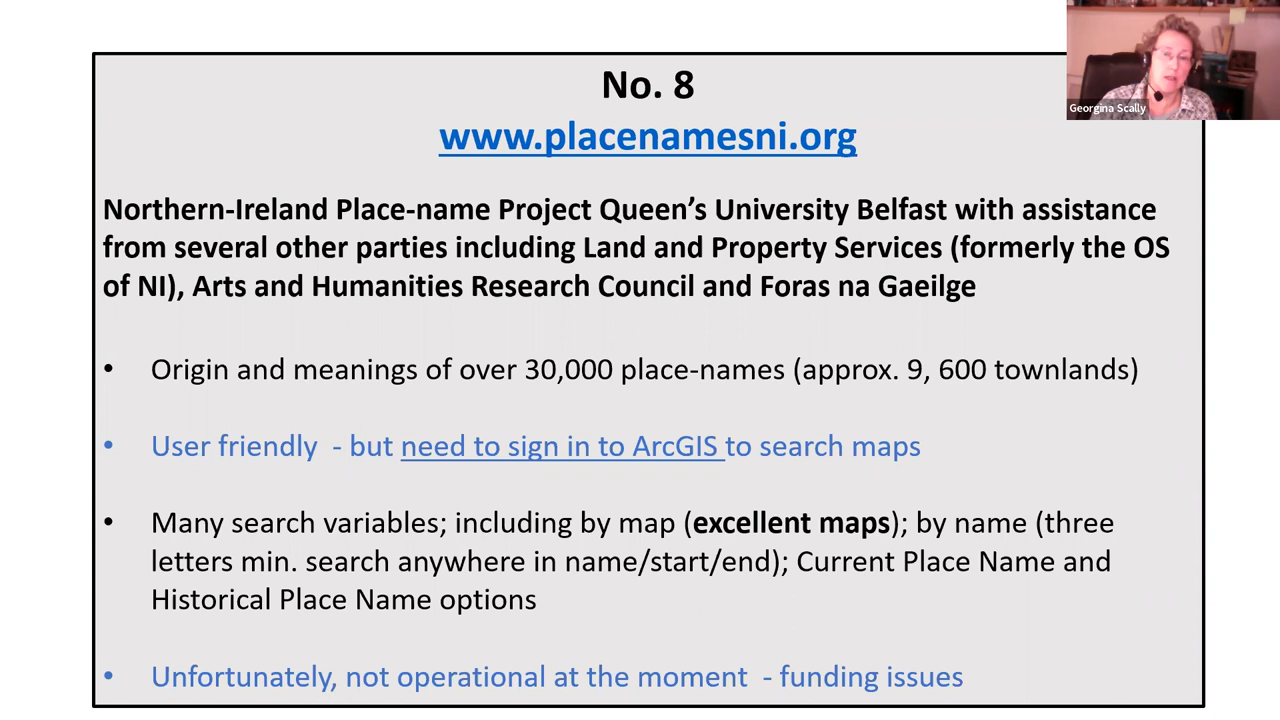 No. 8
www.placenamesni.org
Georgina Scally
Northern-Ireland Place-name Project Queen’s University Belfast with assistance
from several other parties including Land and Property Services (formerly the OS
of NI), Arts and Humanities Research Council and Foras na Gaeilge
• Origin and meanings of over 30,000 place-names (approx. 9, 600 townlands)
• User friendly  - but need to sign in to ArcGIS to search maps
• Many search variables; including by map (excellent maps); by name (three
letters min. search anywhere in name/start/end); Current Place Name and
Historical Place Name options
• Unfortunately, not operational at the moment  - funding issues